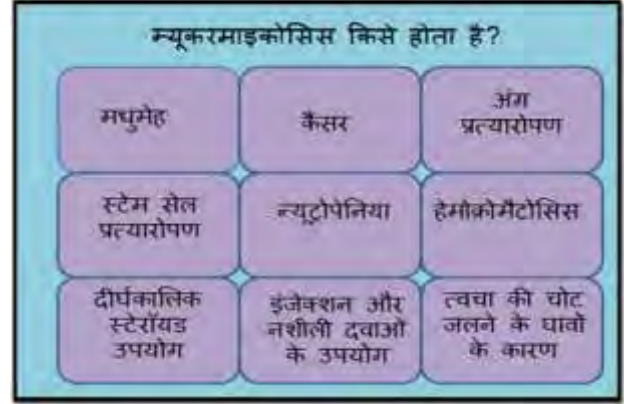 म्यूकरमाइकोसिस किसे होता है?
मधुमेह
कैंसर
अंग
प्रत्यारोपण
स्टेम सेल
प्रत्यारोपण
न्यूट्रोपेनिया
हेमोक्रोमैटोसिस
दीर्घकालिक
स्टेरॉयड
उपयोग
इंजेक्शन और
नशीली दवाओं
के उपयोग
त्वचा की चोट
जलने के घावों
के कारण